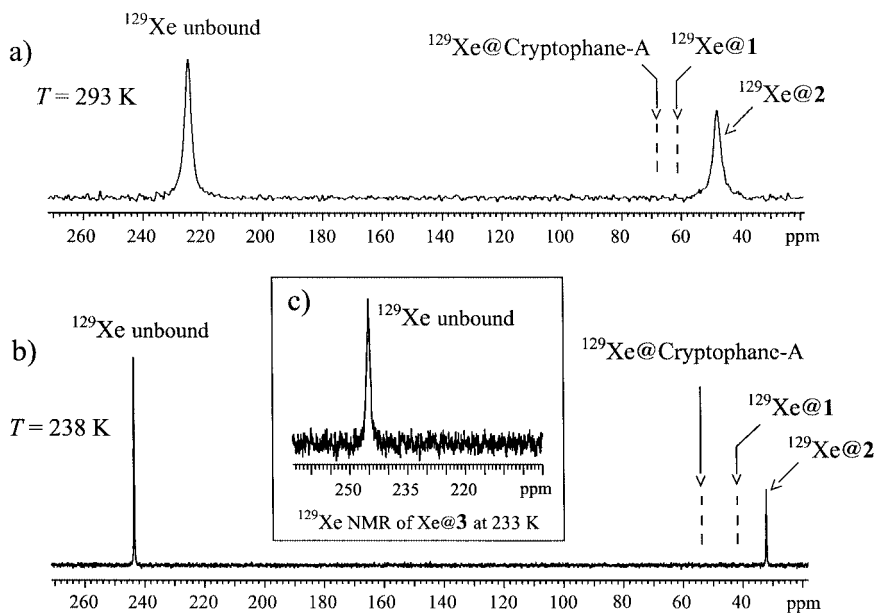 a)
¹²⁹Xe unbound
T = 293 K
¹²⁹Xe@Cryptophane-A
¹²⁹Xe@1
¹²⁹Xe@2
260 240 220 200 180 160 140 120 100 80 60 40 ppm
b)
¹²⁹Xe unbound
T = 238 K
c)
¹²⁹Xe unbound
250 235 220 ppm
¹²⁹Xe NMR of Xe@3 at 233 K
¹²⁹Xe@Cryptophane-A
¹²⁹Xe@1
¹²⁹Xe@2
260 240 220 200 180 160 140 120 100 80 60 40 ppm